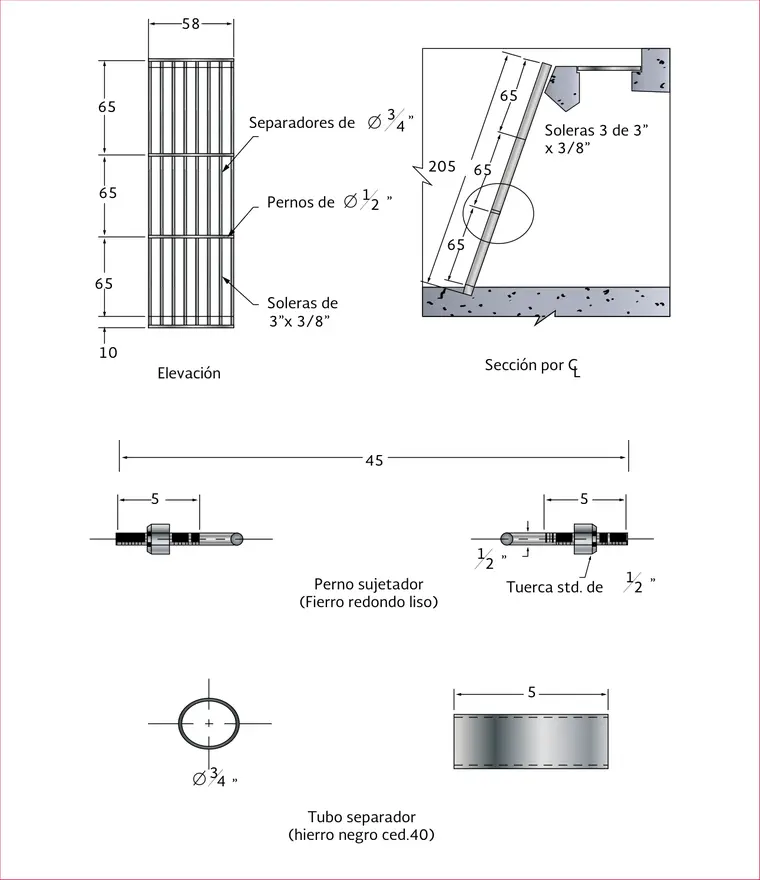 58
65
65
65
10
Separadores de Ø 3/4”
Pernos de Ø 1/2 ”
Soleras de
3”x 3/8”
Elevación
205
65
65
65
Soleras 3 de 3”
x 3/8”
Sección por CL
45
5
5
1/2 ”
Perno sujetador
(Fierro redondo liso)
Tuerca std. de 1/2 ”
Ø 3/4 ”
5
Tubo separador
(hierro negro ced.40)